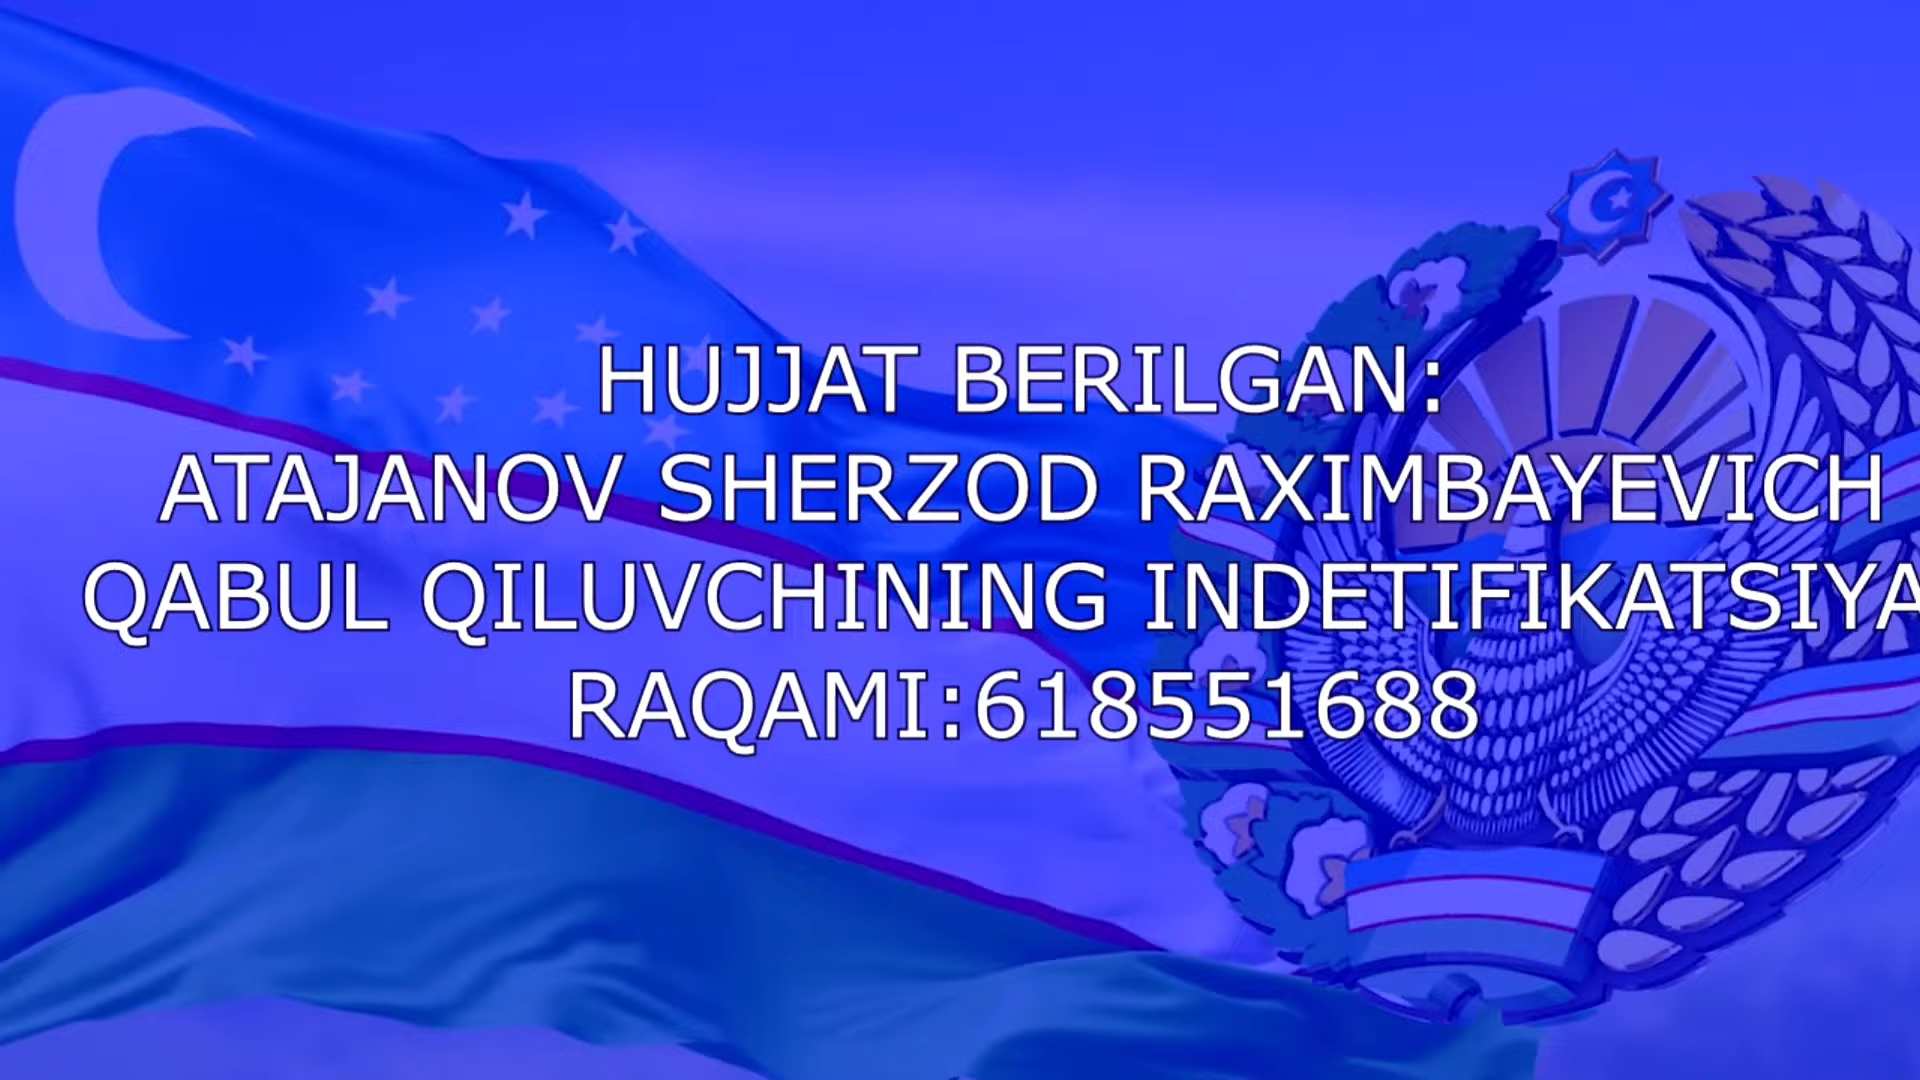 HUJJAT BERILGAN:
ATAJANOV SHERZOD RAXIMBAYEVICH
QABUL QILUVCHINING INDETIFIKATSIYA
RAQAMI:618551688